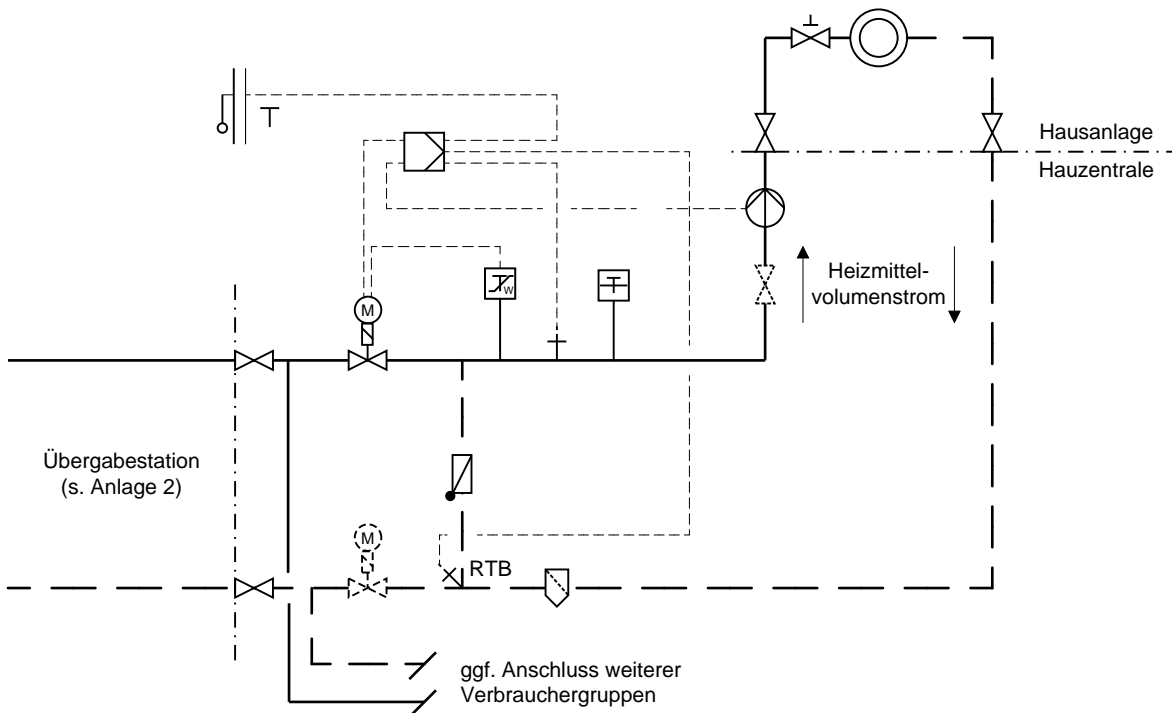 Hausanlage
Hauzentrale
Heizmittel-
volumenstrom
W
M
Übergabestation
(s. Anlage 2)
M
RTB
ggf. Anschluss weiterer
Verbrauchergruppen